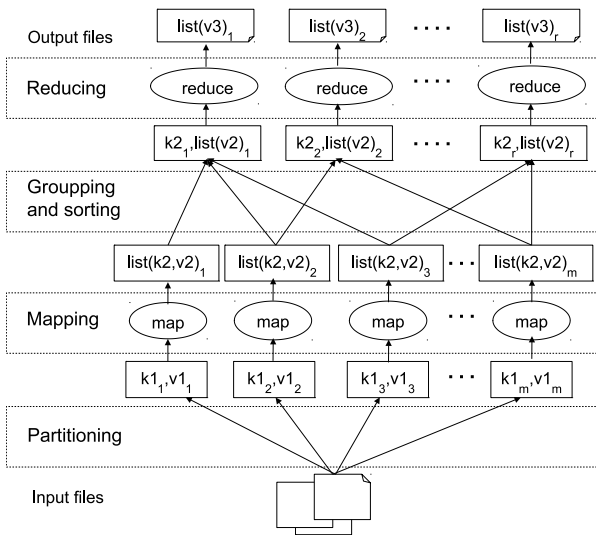 Output files list(v3)₁ list(v3)₂ .... list(v3)ᵣ
Reducing reduce reduce .... reduce
k2₁,list(v2)₁ k2₂,list(v2)₂ .... k2ᵣ,list(v2)ᵣ
Groupping
and sorting
list(k2,v2)₁ list(k2,v2)₂ list(k2,v2)₃ ... list(k2,v2)ₘ
Mapping map map map ... map
k1₁,v1₁ k1₂,v1₂ k1₃,v1₃ ... k1ₘ,v1ₘ
Partitioning
Input files